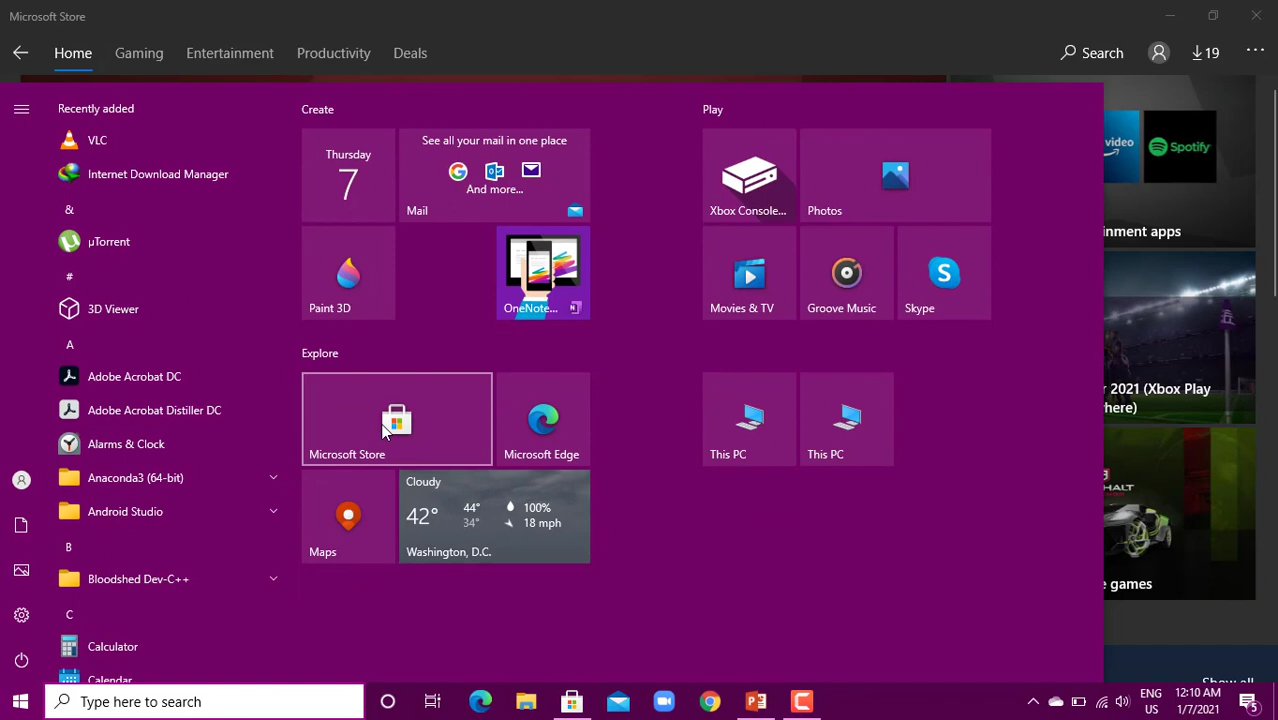 Microsoft Store
Home Gaming Entertainment Productivity Deals
Search
19
Recently added
VLC
Internet Download Manager
&
µTorrent
#
3D Viewer
A
Adobe Acrobat DC
Adobe Acrobat Distiller DC
Alarms & Clock
Anaconda3 (64-bit)
Android Studio
B
Bloodshed Dev-C++
C
Calculator
Calendar
Create
Thursday
7
See all your mail in one place
And more...
Mail
Paint 3D
OneNote...
Explore
Microsoft Store
Microsoft Edge
Maps
Cloudy
42°
44°
34°
100%
18 mph
Washington, D.C.
Play
Xbox Console...
Photos
Movies & TV
Groove Music
Skype
This PC
This PC
video
Spotify
inment apps
2021 (Xbox Play
here)
PHALT
e games
Show all
Type here to search
ENG
US
12:10 AM
1/7/2021
5